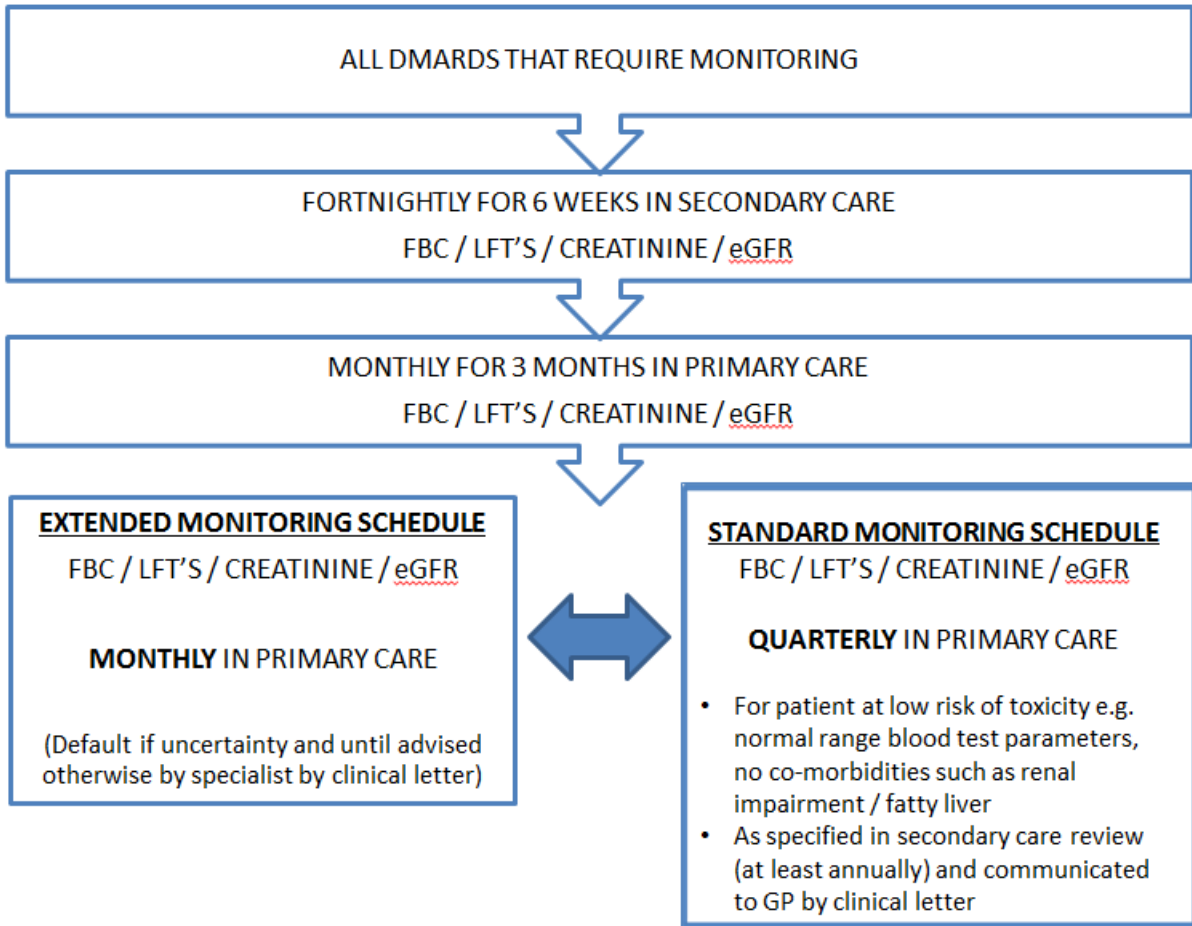 ALL DMARDS THAT REQUIRE MONITORING
FORTNIGHTLY FOR 6 WEEKS IN SECONDARY CARE
FBC / LFT'S / CREATININE / eGFR
MONTHLY FOR 3 MONTHS IN PRIMARY CARE
FBC / LFT'S / CREATININE / eGFR
EXTENDED MONITORING SCHEDULE
FBC / LFT'S / CREATININE / eGFR
MONTHLY IN PRIMARY CARE
(Default if uncertainty and until advised
otherwise by specialist by clinical letter)
STANDARD MONITORING SCHEDULE
FBC / LFT'S / CREATININE / eGFR
QUARTERLY IN PRIMARY CARE
• For patient at low risk of toxicity e.g.
normal range blood test parameters,
no co-morbidities such as renal
impairment / fatty liver
• As specified in secondary care review
(at least annually) and communicated
to GP by clinical letter